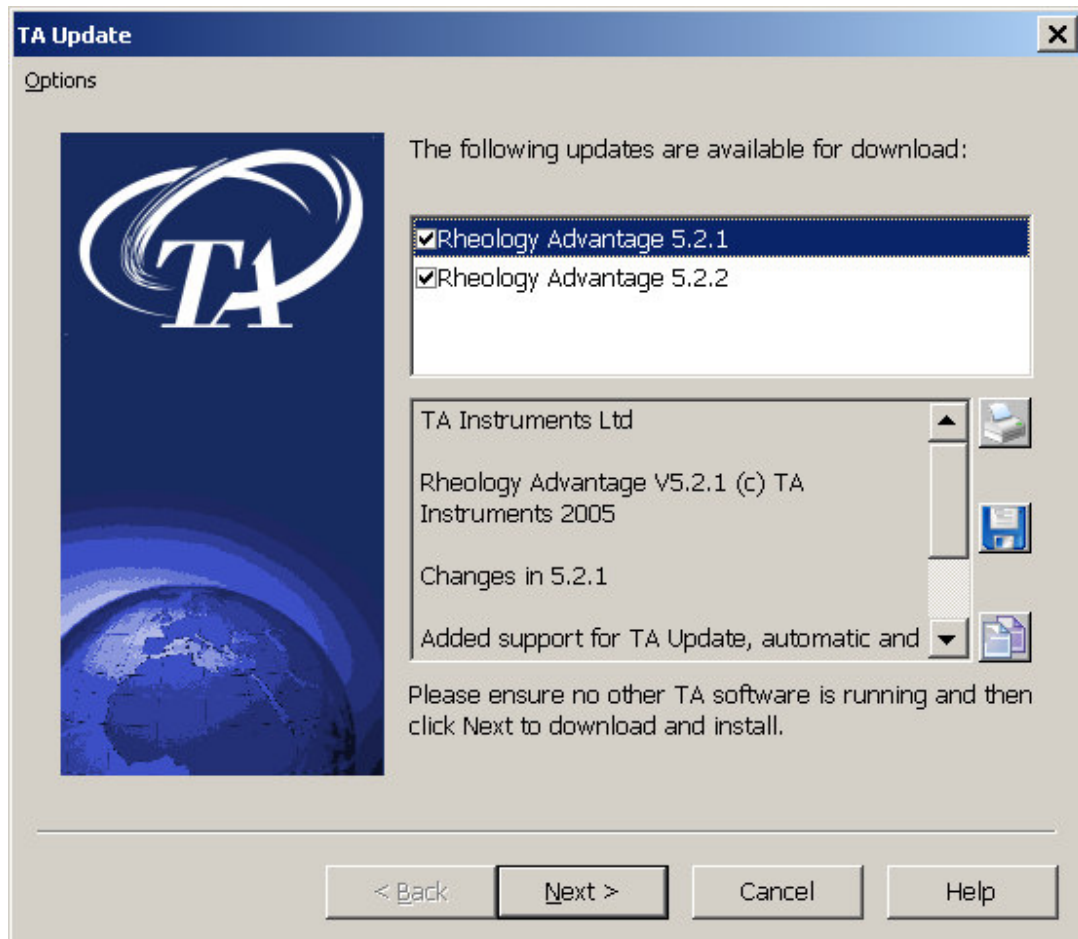 TA Update
Options
TA
The following updates are available for download:
Rheology Advantage 5.2.1
Rheology Advantage 5.2.2
TA Instruments Ltd
Rheology Advantage V5.2.1 (c) TA
Instruments 2005
Changes in 5.2.1
Added support for TA Update, automatic and
Please ensure no other TA software is running and then
click Next to download and install.
< Back
Next >
Cancel
Help